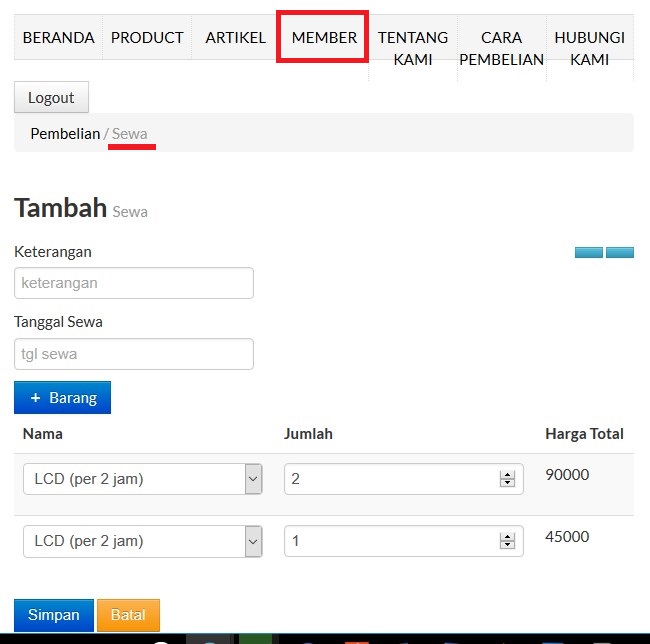 BERANDA PRODUCT ARTIKEL MEMBER TENTANG KAMI CARA PEMBELIAN HUBUNGI KAMI
Logout
Pembelian / Sewa
Tambah Sewa
Keterangan
keterangan
Tanggal Sewa
tgl sewa
+ Barang
Nama Jumlah Harga Total
LCD (per 2 jam) 2 90000
LCD (per 2 jam) 1 45000
Simpan Batal